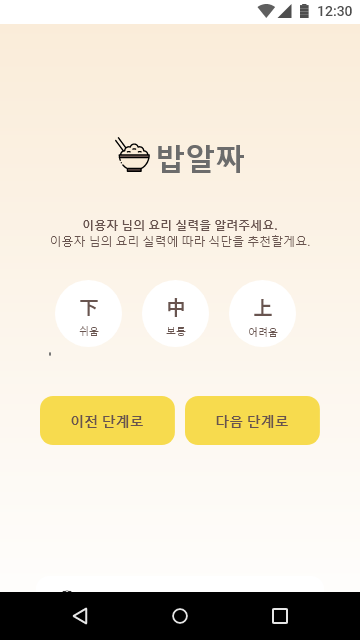 12:30
밥알짜
이용자 님의 요리 실력을 알려주세요.
이용자 님의 요리 실력에 따라 식단을 추천할게요.
下 中 上
쉬움 보통 어려움
이전 단계로 다음 단계로